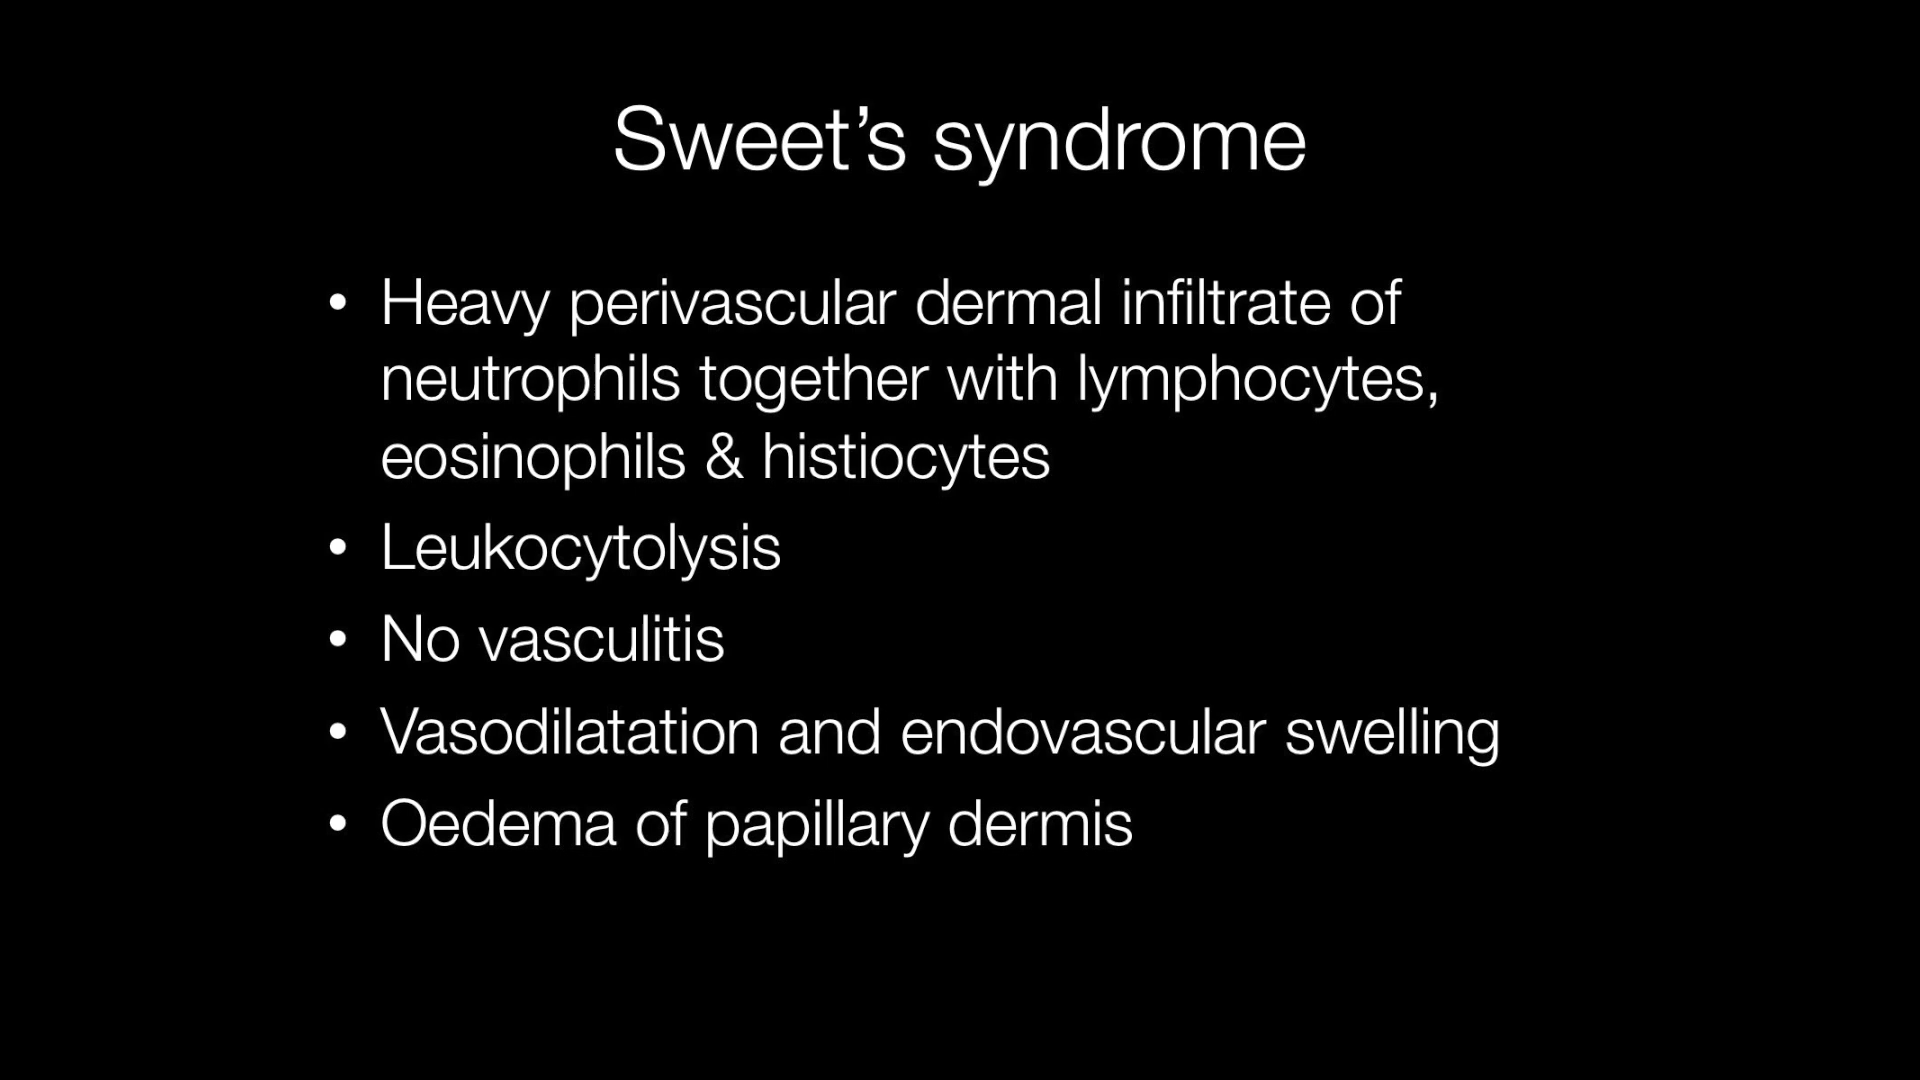 Sweet’s syndrome
• Heavy perivascular dermal infiltrate of
neutrophils together with lymphocytes,
eosinophils & histiocytes
• Leukocytolysis
• No vasculitis
• Vasodilatation and endovascular swelling
• Oedema of papillary dermis